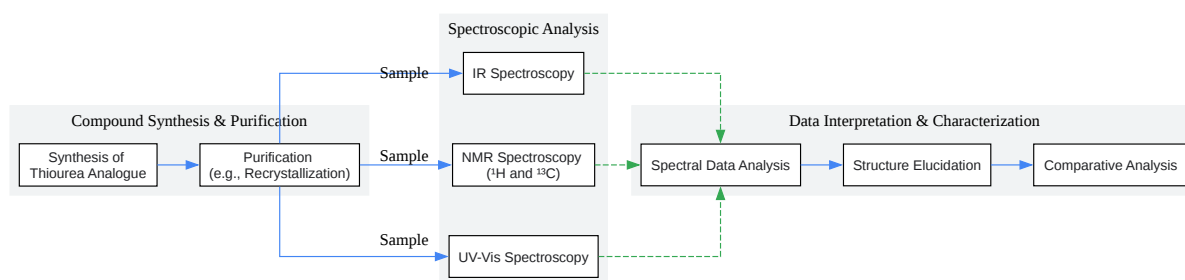 Spectroscopic Analysis
Sample
IR Spectroscopy
Compound Synthesis & Purification
Data Interpretation & Characterization
Synthesis of
Thiourea Analogue
Purification
(e.g., Recrystallization)
Sample
NMR Spectroscopy
(¹H and ¹³C)
Spectral Data Analysis
Structure Elucidation
Comparative Analysis
Sample
UV-Vis Spectroscopy